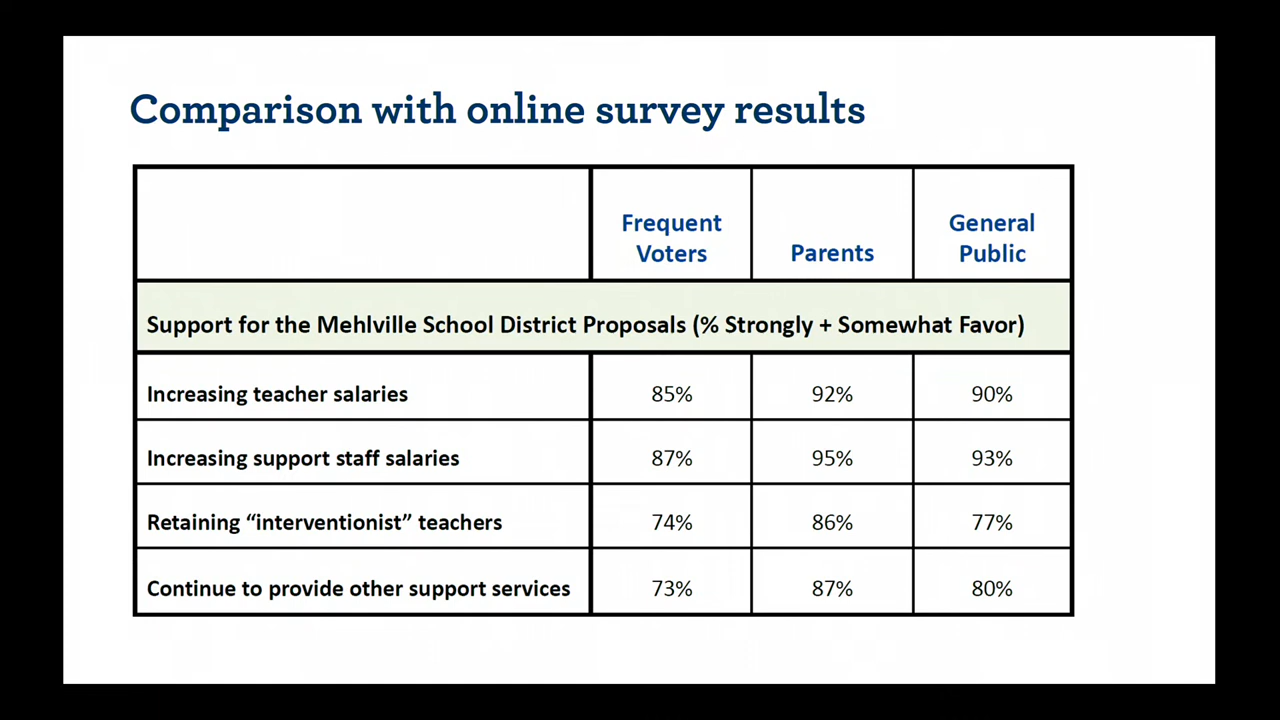 Comparison with online survey results
Frequent Voters Parents General Public
Support for the Mehlville School District Proposals (% Strongly + Somewhat Favor)
Increasing teacher salaries 85% 92% 90%
Increasing support staff salaries 87% 95% 93%
Retaining “interventionist” teachers 74% 86% 77%
Continue to provide other support services 73% 87% 80%